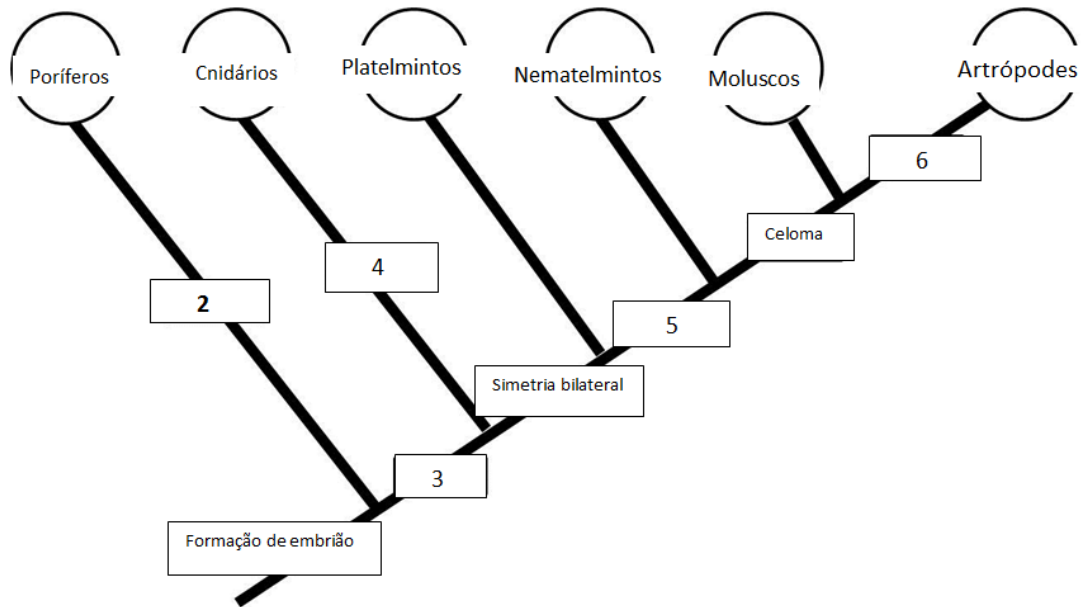 Poríferos
Cnidários
Platelmintos
Nematelmintos
Moluscos
Artrópodes
6
Celoma
4
2
5
Simetria bilateral
3
Formação de embrião